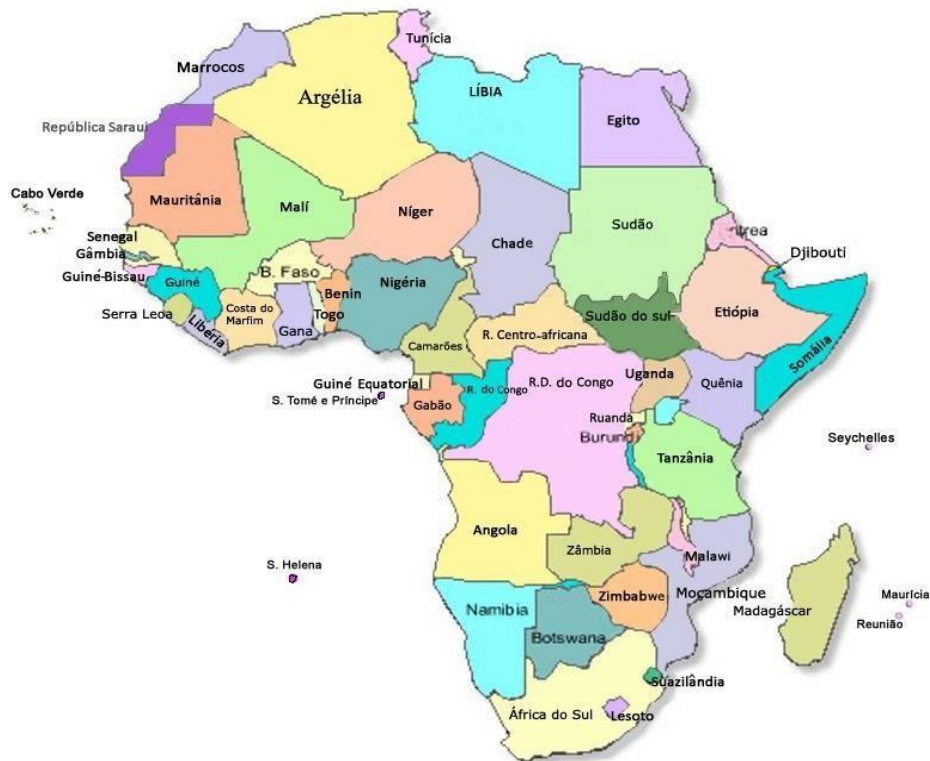 Tunícia
Marrocos
Argélia
LÍBIA
Egito
República Saraui
Cabo Verde
Mauritânia
Malí
Níger
Chade
Sudão
Senegal
Gâmbia
Guiné-Bissau
Guiné
B. Faso
Nigéria
Benin
Togo
Djibouti
Etiópia
Serra Leoa
Libéria
Costa do
Marfim
Gana
Camarões
R. Centro-africana
Sudão do sul
Somália
Guiné Equatorial
S. Tomé e Príncipe
Gabão
R. do Congo
R.D. do Congo
Uganda
Quênia
Ruanda
Burundi
Tanzânia
Seychelles
Angola
Zâmbia
Malawi
S. Helena
Moçambique
Zimbabwe
Madagáscar
Maurícia
Reunião
Namibia
Botswana
Suazilândia
África do Sul
Lesoto